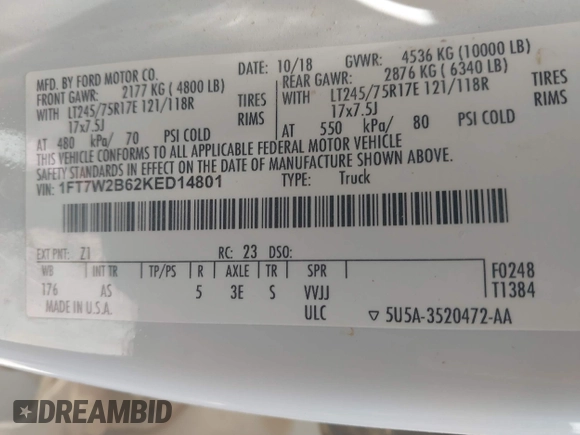 MFD. BY FORD MOTOR CO.
DATE: 10/18 GVWR: 4536 KG (10000 LB)
FRONT GAWR: 2177 KG ( 4800 LB) REAR GAWR: 2876 KG ( 6340 LB)
WITH LT245/75R17E 121/118R TIRES WITH LT245/75R17E 121/118R TIRES
17x7.5J RIMS 17x7.5J RIMS
AT 480 kPa/ 70 PSI COLD AT 550 kPa/ 80 PSI COLD
THIS VEHICLE CONFORMS TO ALL APPLICABLE FEDERAL MOTOR VEHICLE
SAFETY STANDARDS IN EFFECT ON THE DATE OF MANUFACTURE SHOWN ABOVE.
VIN: 1FT7W2B62KED14801 TYPE: Truck
EXT PNT: Z1 RC: 23 DSO:
WB INT TR TP/PS R AXLE TR SPR F0248
176 AS 5 3E S VVJJ T1384
MADE IN U.S.A. ULC ▽ 5U5A-3520472-AA
DREAMBID